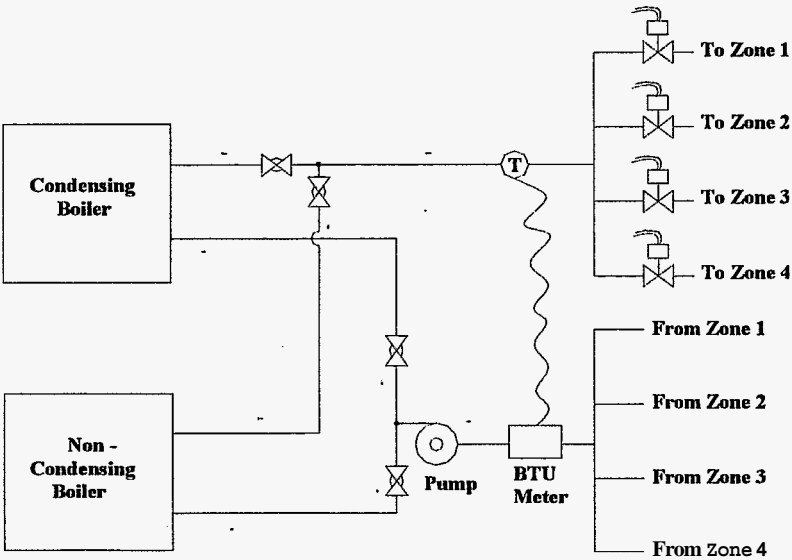 To Zone 1
To Zone 2
To Zone 3
To Zone 4
Condensing
Boiler
T
From Zone 1
From Zone 2
From Zone 3
From Zone 4
Non -
Condensing
Boiler
Pump
BTU
Meter